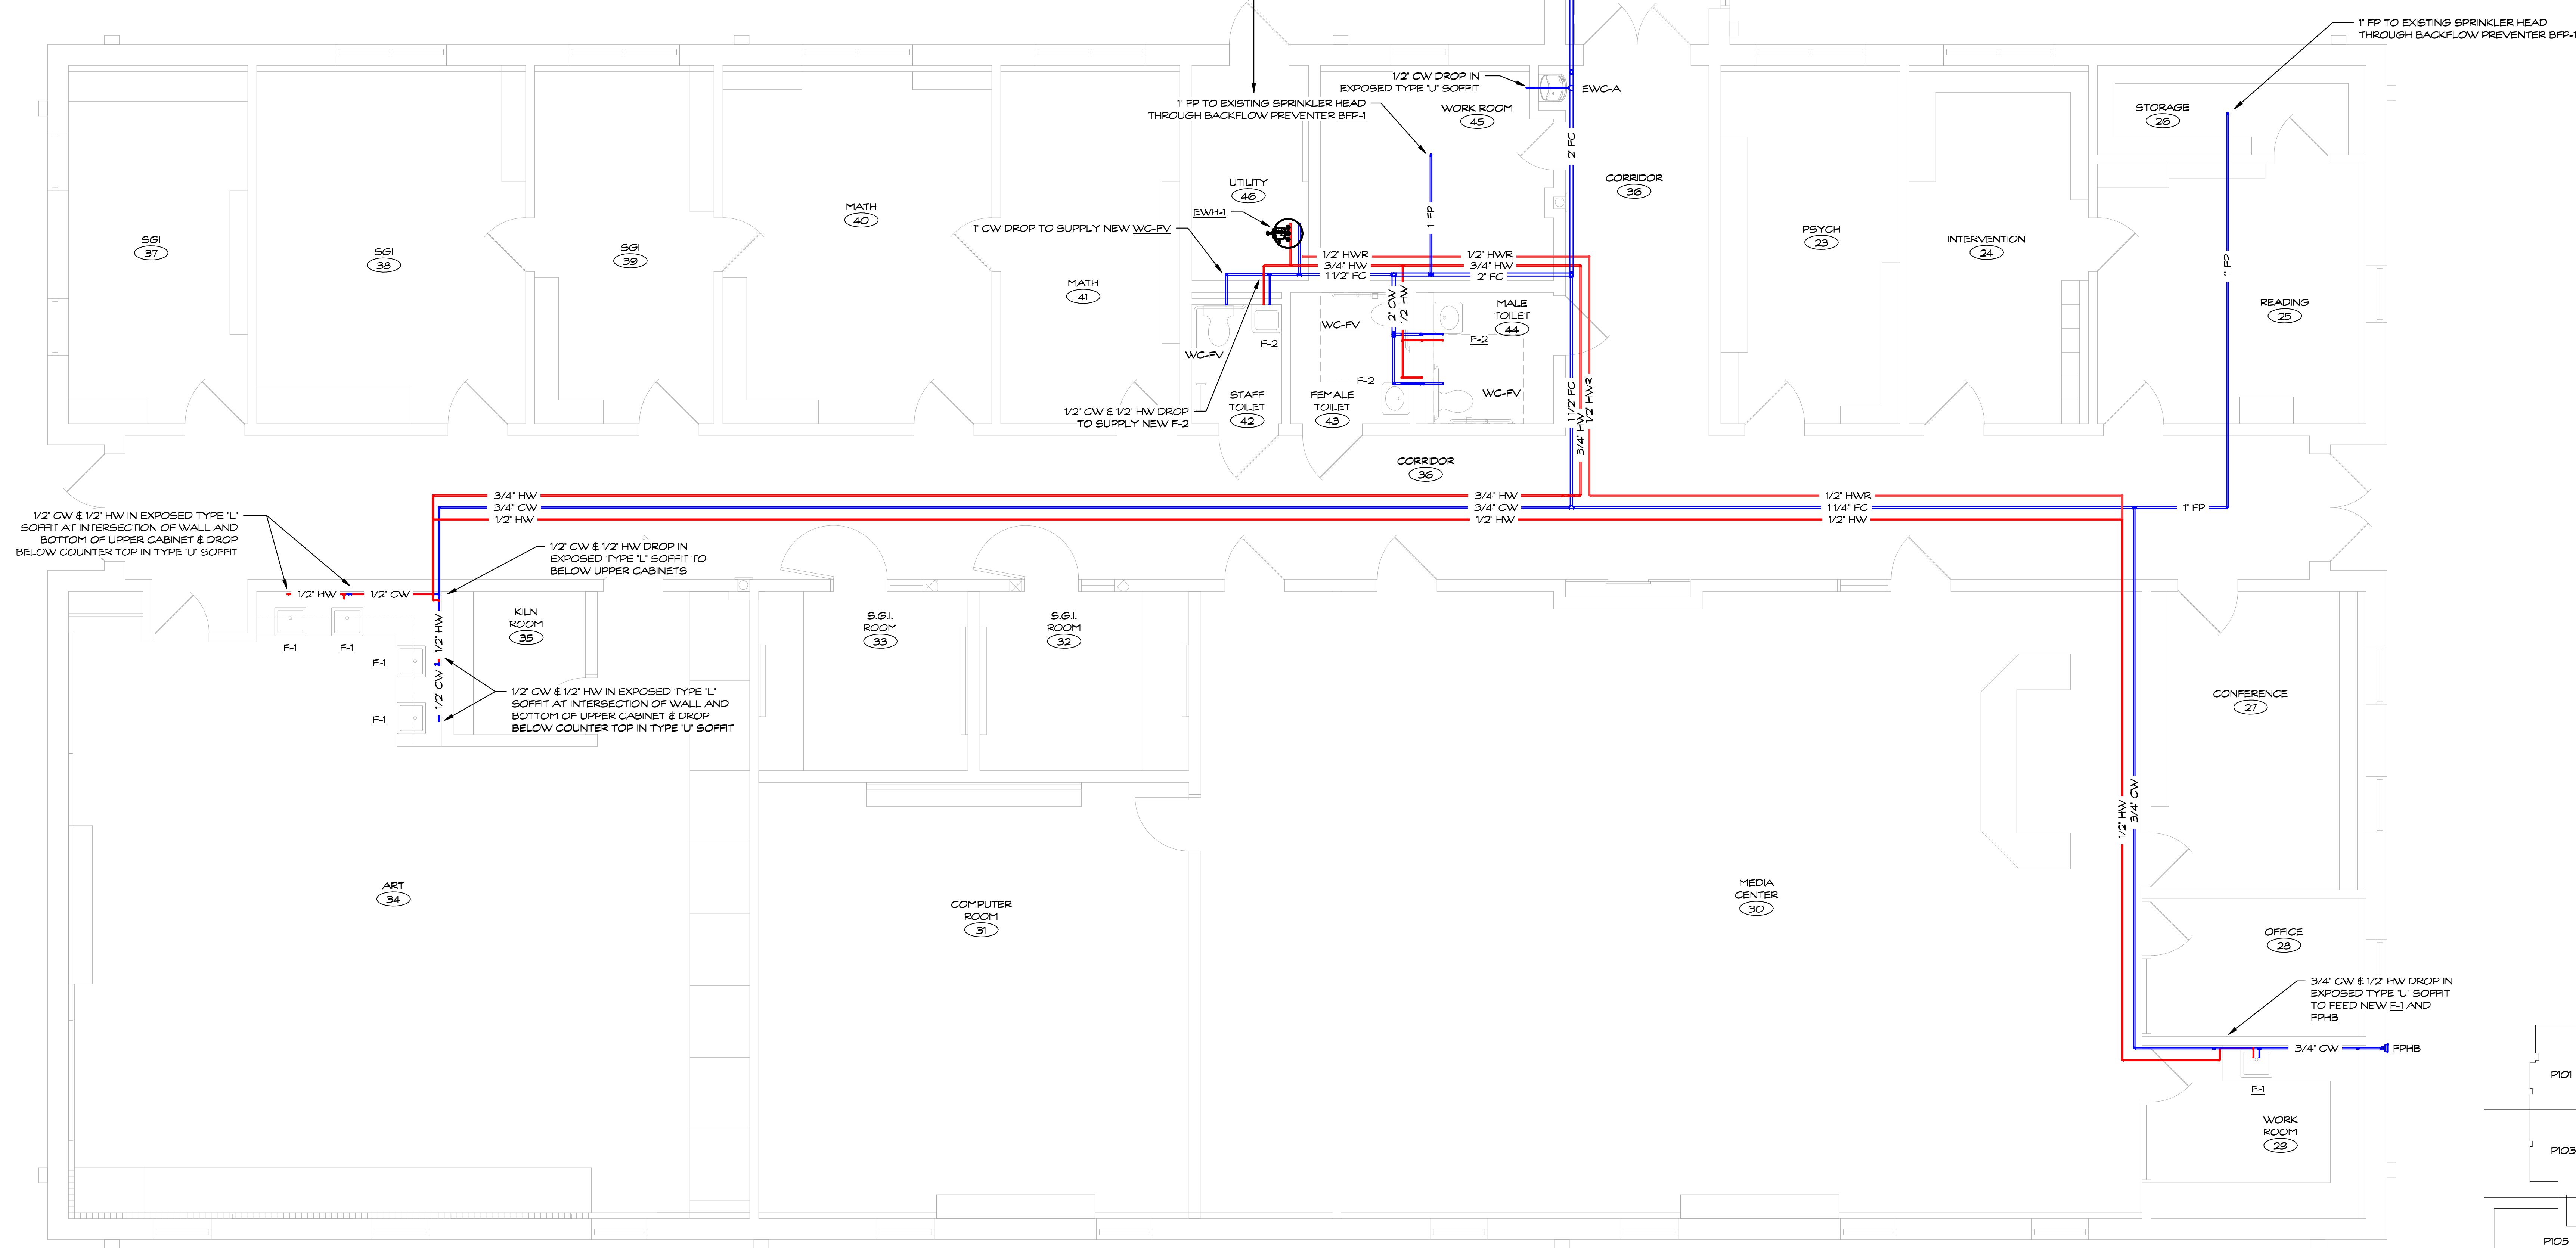 1" FP TO EXISTING SPRINKLER HEAD
THROUGH BACKFLOW PREVENTER BFP-1
1/2" CW DROP IN
EXPOSED TYPE "U" SOFFIT
EWC-A
1" FP TO EXISTING SPRINKLER HEAD
THROUGH BACKFLOW PREVENTER BFP-1
WORK ROOM
45
STORAGE
26
2" FC
CORRIDOR
36
UTILITY
46
EWH-1
1" CW DROP TO SUPPLY NEW WC-FV
1" FP
MATH
40
SGI
37
SGI
38
SGI
39
MATH
41
PSYCH
23
INTERVENTION
24
1" FP
READING
25
1/2" HWR
1/2" HWR
3/4" HW
3/4" HW
1 1/2" FC
2" FC
2" CW
1/2" HW
MALE
TOILET
44
WC-FV
F-2
WC-FV
F-2
F-2
WC-FV
STAFF
TOILET
42
FEMALE
TOILET
43
1/2" CW & 1/2" HW DROP
TO SUPPLY NEW F-2
1 1/2" FC
3/4" HW
1/2" HWR
CORRIDOR
36
3/4" HW
3/4" CW
1/2" HW
3/4" HW
3/4" CW
1/2" HW
1/2" HWR
1 1/4" FC
1/2" HW
1" FP
1/2" CW & 1/2" HW IN EXPOSED TYPE "L"
SOFFIT AT INTERSECTION OF WALL AND
BOTTOM OF UPPER CABINET & DROP
BELOW COUNTER TOP IN TYPE "U" SOFFIT
1/2" CW & 1/2" HW DROP IN
EXPOSED TYPE "L" SOFFIT TO
BELOW UPPER CABINETS
1/2" HW
1/2" CW
KILN
ROOM
35
S.G.I.
ROOM
33
S.G.I.
ROOM
32
F-1
F-1
F-1
F-1
1/2" HW
1/2" CW
1/2" CW & 1/2" HW IN EXPOSED TYPE "L"
SOFFIT AT INTERSECTION OF WALL AND
BOTTOM OF UPPER CABINET & DROP
BELOW COUNTER TOP IN TYPE "U" SOFFIT
CONFERENCE
27
1/2" HW
3/4" CW
ART
34
COMPUTER
ROOM
31
MEDIA
CENTER
30
OFFICE
28
3/4" CW & 1/2" HW DROP IN
EXPOSED TYPE "U" SOFFIT
TO FEED NEW F-1 AND
FPHB
3/4" CW
FPHB
F-1
WORK
ROOM
29
P101
P103
P105